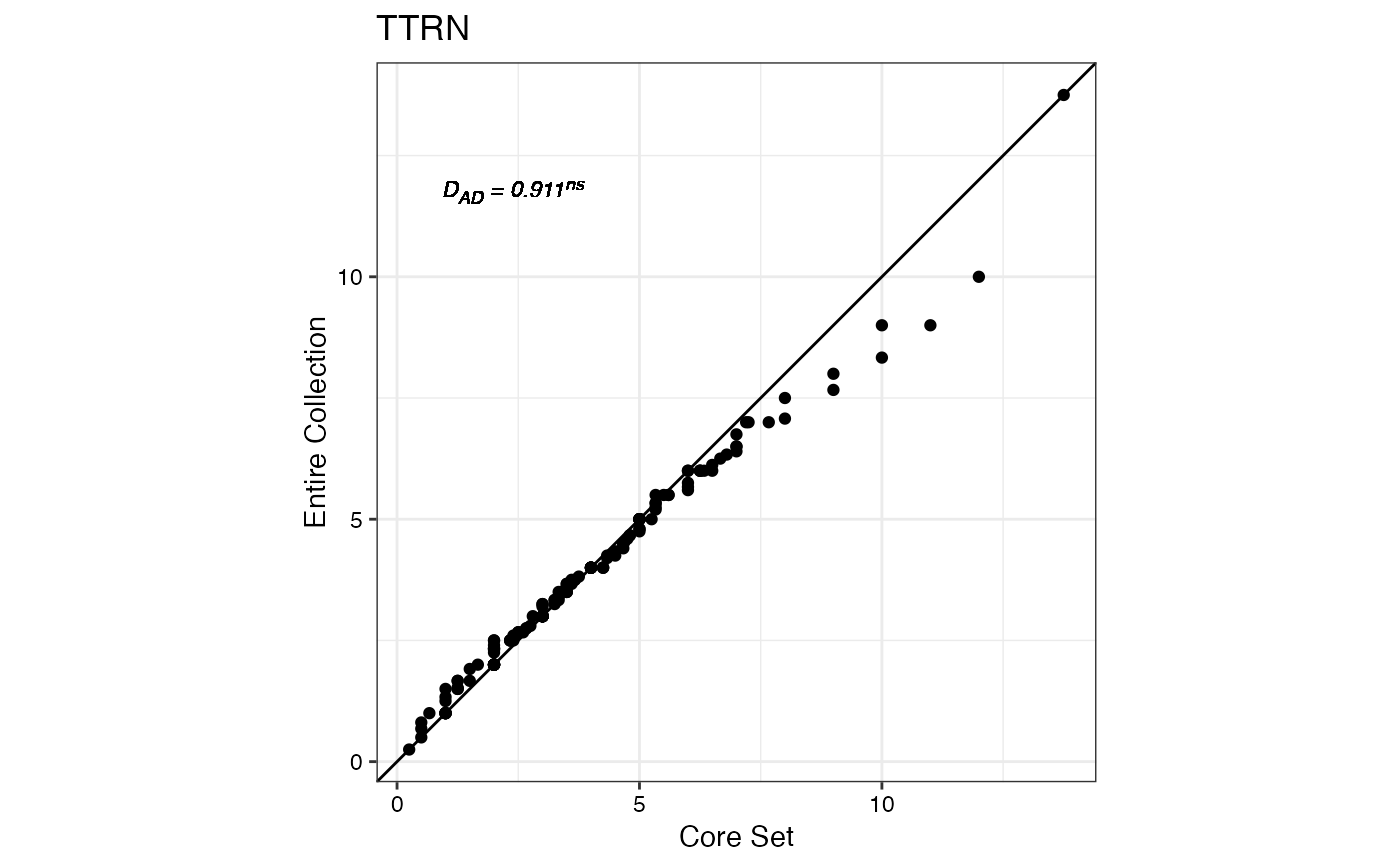 TTRN
D_AD = 0.911^ns
Entire Collection
10
5
0
0 5 10
Core Set